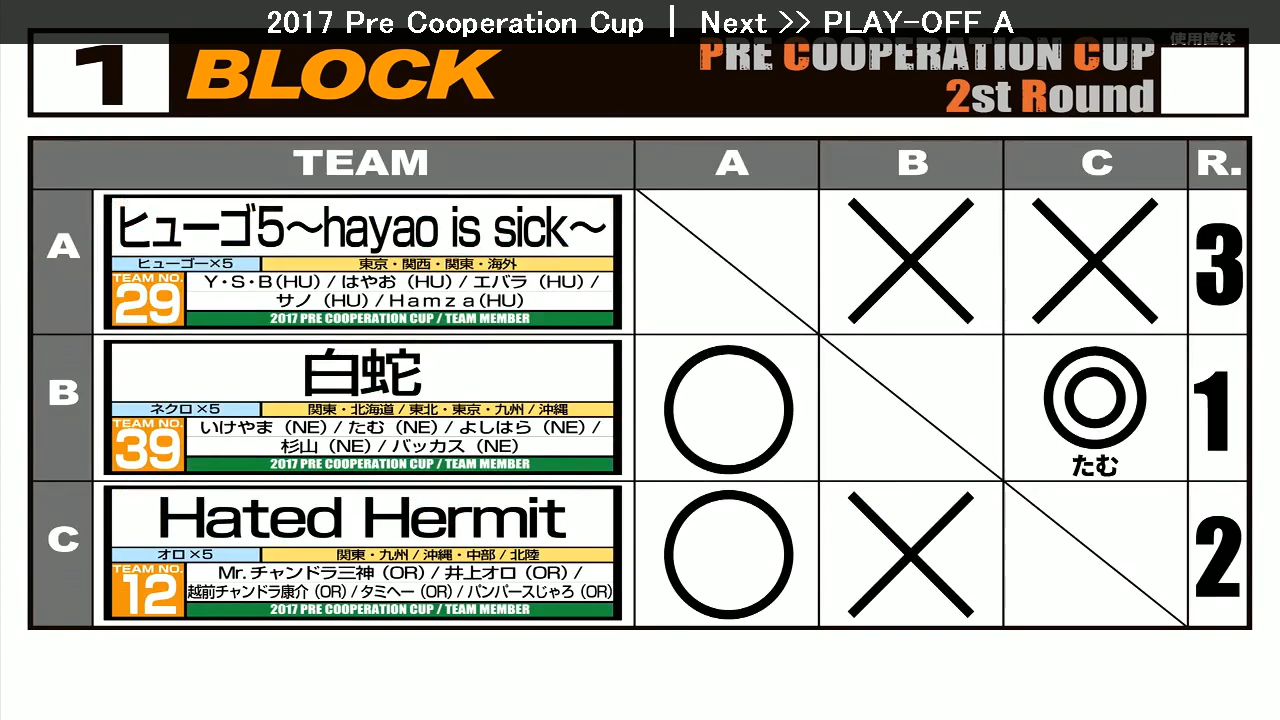 2017 Pre Cooperation Cup | Next >> PLAY-OFF A
1 BLOCK
PRE COOPERATION CUP
2st Round
使用筐体
TEAM A B C R.
A
ヒューゴ5～hayao is sick～
ヒューゴー×5 東京・関西・関東・海外
TEAM NO. 29
Y・S・B(HU) / はやお (HU) / エバラ (HU) /
サノ (HU) / Hamza(HU)
2017 PRE COOPERATION CUP / TEAM MEMBER
3
B
白蛇
ネクロ×5 関東・北海道 / 東北・東京・九州 / 沖縄
TEAM NO. 39
いけやま (NE) / たむ (NE) / よしはら (NE) /
杉山 (NE) / バッカス (NE)
2017 PRE COOPERATION CUP / TEAM MEMBER
たむ
1
C
Hated Hermit
オロ×5 関東・九州 / 沖縄・中部 / 北陸
TEAM NO. 12
Mr. チャンドラ三神 (OR) / 井上オロ (OR) /
越前チャンドラ康介 (OR) / タミヘー (OR) / パンパースじゃろ (OR)
2017 PRE COOPERATION CUP / TEAM MEMBER
2